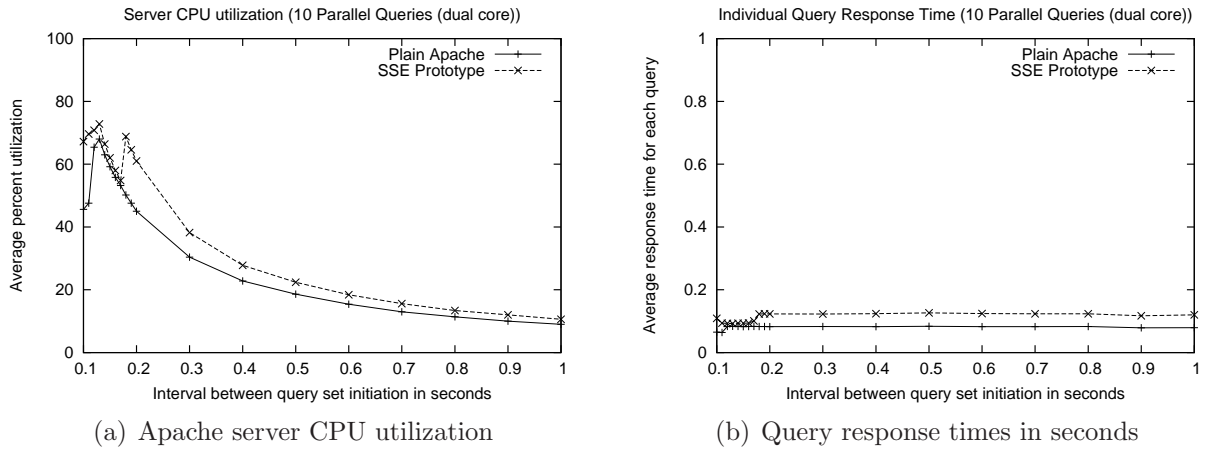 Server CPU utilization (10 Parallel Queries (dual core))
Average percent utilization
100
80
60
40
20
0
Plain Apache
SSE Prototype
0.1 0.2 0.3 0.4 0.5 0.6 0.7 0.8 0.9 1
Interval between query set initiation in seconds
(a) Apache server CPU utilization
Individual Query Response Time (10 Parallel Queries (dual core))
Average response time for each query
1
0.8
0.6
0.4
0.2
0
Plain Apache
SSE Prototype
0.1 0.2 0.3 0.4 0.5 0.6 0.7 0.8 0.9 1
Interval between query set initiation in seconds
(b) Query response times in seconds